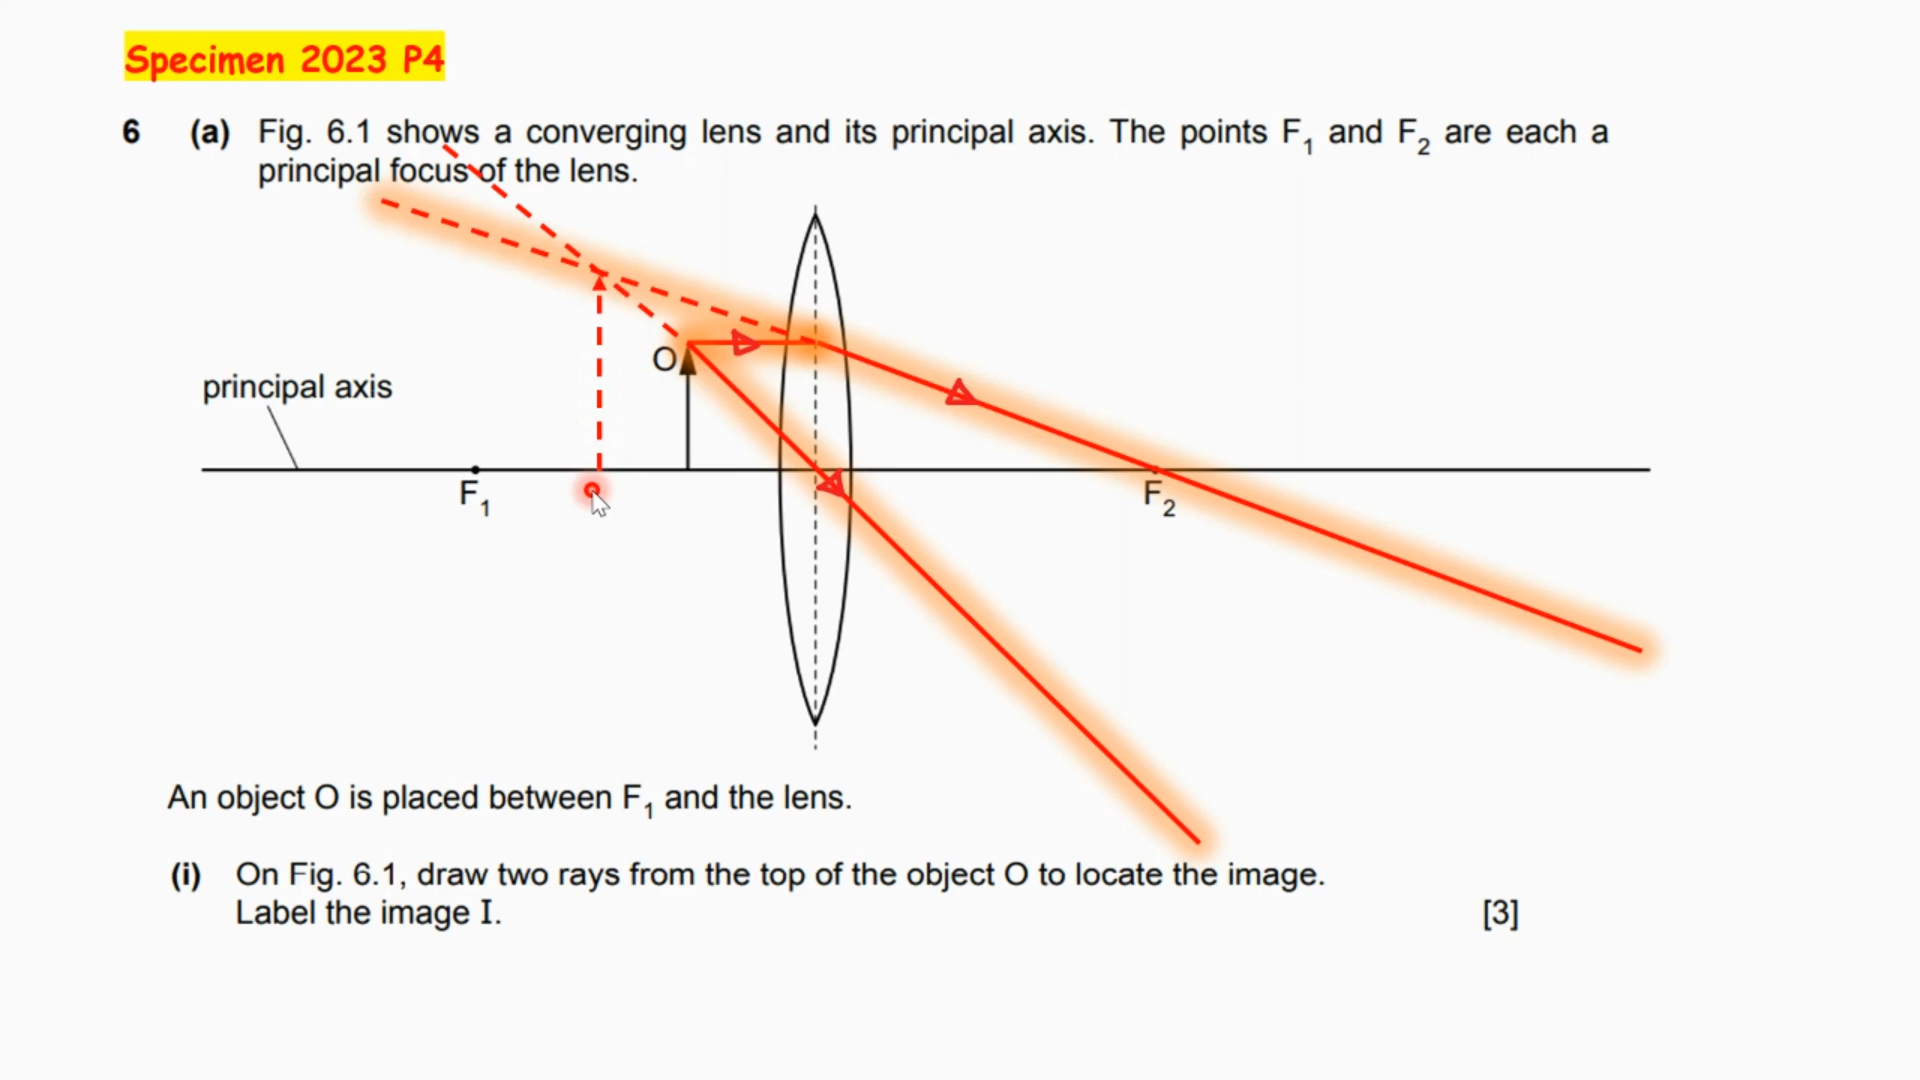 Specimen 2023 P4
6 (a) Fig. 6.1 shows a converging lens and its principal axis. The points F₁ and F₂ are each a
principal focus of the lens.
O
principal axis
F₁
F₂
An object O is placed between F₁ and the lens.
(i) On Fig. 6.1, draw two rays from the top of the object O to locate the image.
Label the image I.
[3]